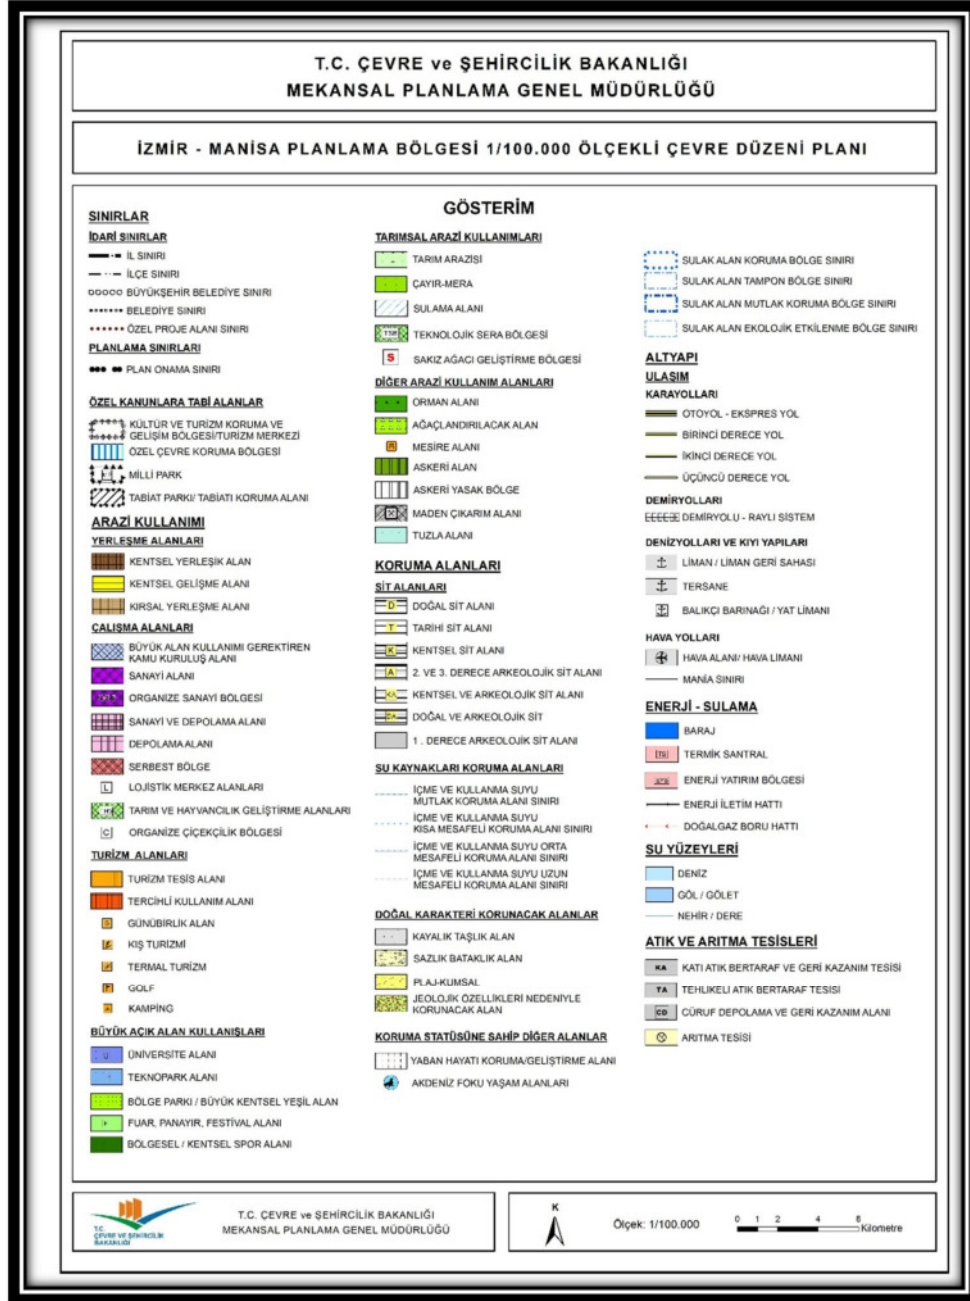 T.C. ÇEVRE ve ŞEHİRCİLİK BAKANLIĞI
MEKANSAL PLANLAMA GENEL MÜDÜRLÜĞÜ
İZMİR - MANİSA PLANLAMA BÖLGESİ 1/100.000 ÖLÇEKLİ ÇEVRE DÜZENİ PLANI
GÖSTERİM
SINIRLAR
İDARİ SINIRLAR
İL SINIRI
İLÇE SINIRI
BÜYÜKŞEHİR BELEDİYE SINIRI
BELEDİYE SINIRI
ÖZEL PROJE ALANI SINIRI
PLANLAMA SINIRLARI
PLAN ONAMA SINIRI
ÖZEL KANUNLARA TABİ ALANLAR
KÜLTÜR VE TURİZM KORUMA VE
GELİŞİM BÖLGESİ/TURİZM MERKEZİ
ÖZEL ÇEVRE KORUMA BÖLGESİ
MİLLİ PARK
TABİAT PARKI/ TABİATI KORUMA ALANI
ARAZİ KULLANIMI
YERLEŞME ALANLARI
KENTSEL YERLEŞİK ALAN
KENTSEL GELİŞME ALANI
KIRSAL YERLEŞME ALANI
ÇALIŞMA ALANLARI
BÜYÜK ALAN KULLANIMI GEREKTİREN
KAMU KURULUŞ ALANI
SANAYİ ALANI
ORGANİZE SANAYİ BÖLGESİ
SANAYİ VE DEPOLAMA ALANI
DEPOLAMA ALANI
SERBEST BÖLGE
L LOJİSTİK MERKEZ ALANLARI
TARIM VE HAYVANCILIK GELİŞTİRME ALANLARI
C ORGANİZE ÇİÇEKÇİLİK BÖLGESİ
TURİZM ALANLARI
TURİZM TESİS ALANI
TERCİHLİ KULLANIM ALANI
GÜNÜBİRLİK ALAN
KIŞ TURİZMİ
TERMAL TURİZM
GOLF
KAMPİNG
BÜYÜK AÇIK ALAN KULLANIŞLARI
ÜNİVERSİTE ALANI
TEKNOPARK ALANI
BÖLGE PARKI / BÜYÜK KENTSEL YEŞİL ALAN
FUAR, PANAYIR, FESTİVAL ALANI
BÖLGESEL / KENTSEL SPOR ALANI
TARIMSAL ARAZİ KULLANIMLARI
TARIM ARAZİSİ
ÇAYIR-MERA
SULAMA ALANI
TEKNOLOJİK SERA BÖLGESİ
S SAKIZ AĞACI GELİŞTİRME BÖLGESİ
DİĞER ARAZİ KULLANIM ALANLARI
ORMAN ALANI
AĞAÇLANDIRILACAK ALAN
MESİRE ALANI
ASKERİ ALAN
ASKERİ YASAK BÖLGE
MADEN ÇIKARIM ALANI
TUZLA ALANI
KORUMA ALANLARI
SİT ALANLARI
D DOĞAL SİT ALANI
T TARİHİ SİT ALANI
K KENTSEL SİT ALANI
A 2. VE 3. DERECE ARKEOLOJİK SİT ALANI
KA KENTSEL VE ARKEOLOJİK SİT ALANI
DA DOĞAL VE ARKEOLOJİK SİT
1 . DERECE ARKEOLOJİK SİT ALANI
SU KAYNAKLARI KORUMA ALANLARI
İÇME VE KULLANMA SUYU
MUTLAK KORUMA ALANI SINIRI
İÇME VE KULLANMA SUYU
KISA MESAFELİ KORUMA ALANI SINIRI
İÇME VE KULLANMA SUYU ORTA
MESAFELİ KORUMA ALANI SINIRI
İÇME VE KULLANMA SUYU UZUN
MESAFELİ KORUMA ALANI SINIRI
DOĞAL KARAKTERİ KORUNACAK ALANLAR
KAYALIK TAŞLIK ALAN
SAZLIK BATAKLIK ALAN
PLAJ-KUMSAL
JEOLOJİK ÖZELLİKLERİ NEDENİYLE
KORUNACAK ALAN
KORUMA STATÜSÜNE SAHİP DİĞER ALANLAR
YABAN HAYATI KORUMA/GELİŞTİRME ALANI
AKDENİZ FOKU YAŞAM ALANLARI
SULAK ALAN KORUMA BÖLGE SINIRI
SULAK ALAN TAMPON BÖLGE SINIRI
SULAK ALAN MUTLAK KORUMA BÖLGE SINIRI
SULAK ALAN EKOLOJİK ETKİLENME BÖLGE SINIRI
ALTYAPI
ULAŞIM
KARAYOLLARI
OTOYOL - EKSPRES YOL
BİRİNCİ DERECE YOL
İKİNCİ DERECE YOL
ÜÇÜNCÜ DERECE YOL
DEMİRYOLLARI
DEMİRYOLU - RAYLI SİSTEM
DENİZYOLLARI VE KIYI YAPILARI
LİMAN / LİMAN GERİ SAHASI
TERSANE
BALIKÇI BARINAĞI / YAT LİMANI
HAVA YOLLARI
HAVA ALANI/ HAVA LİMANI
MANİA SINIRI
ENERJİ - SULAMA
BARAJ
TERMİK SANTRAL
ENERJİ YATIRIM BÖLGESİ
ENERJİ İLETİM HATTI
DOĞALGAZ BORU HATTI
SU YÜZEYLERİ
DENİZ
GÖL / GÖLET
NEHİR / DERE
ATIK VE ARITMA TESİSLERİ
KA KATI ATIK BERTARAF VE GERİ KAZANIM TESİSİ
TA TEHLİKELİ ATIK BERTARAF TESİSİ
CD CÜRUF DEPOLAMA VE GERİ KAZANIM ALANI
ARITMA TESİSİ
T.C.
ÇEVRE VE ŞEHİRCİLİK
BAKANLIĞI
T.C. ÇEVRE ve ŞEHİRCİLİK BAKANLIĞI
MEKANSAL PLANLAMA GENEL MÜDÜRLÜĞÜ
K
Ölçek: 1/100.000
0 1 2 4 6
Kilometre